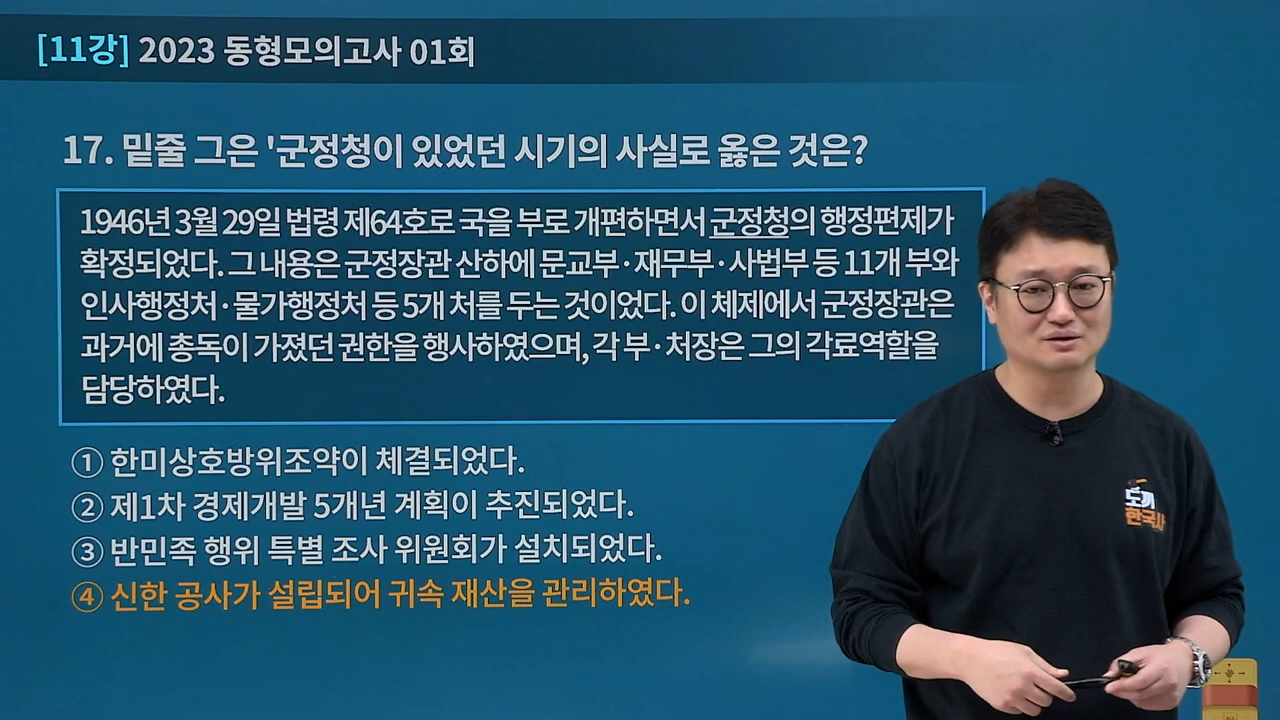 [11강] 2023 동형모의고사 01회
17. 밑줄 그은 '군정청이 있었던 시기의 사실로 옳은 것은?
1946년 3월 29일 법령 제64호로 국을 부로 개편하면서 군정청의 행정편제가
확정되었다. 그 내용은 군정장관 산하에 문교부·재무부·사법부 등 11개 부와
인사행정처·물가행정처 등 5개 처를 두는 것이었다. 이 체제에서 군정장관은
과거에 총독이 가졌던 권한을 행사하였으며, 각 부·처장은 그의 각료역할을
담당하였다.
① 한미상호방위조약이 체결되었다.
② 제1차 경제개발 5개년 계획이 추진되었다.
③ 반민족 행위 특별 조사 위원회가 설치되었다.
④ 신한 공사가 설립되어 귀속 재산을 관리하였다.
도끼
한국사